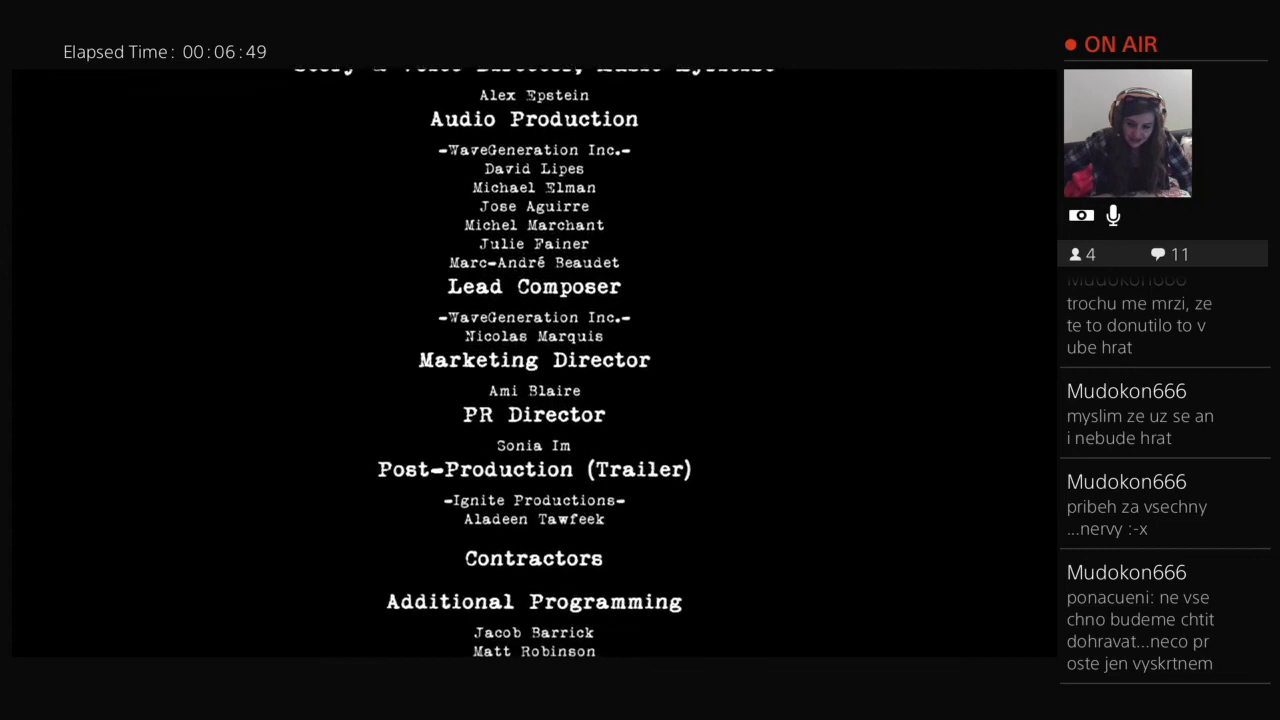 Elapsed Time: 00:06:49
Alex Epstein
Audio Production
-WaveGeneration Inc.-
David Lipes
Michael Elman
Jose Aguirre
Michel Marchant
Julie Fainer
Marc-André Beaudet
Lead Composer
-WaveGeneration Inc.-
Nicolas Marquis
Marketing Director
Ami Blaire
PR Director
Sonia Im
Post-Production (Trailer)
-Ignite Productions-
Aladeen Tawfeek
Contractors
Additional Programming
Jacob Barrick
Matt Robinson
ON AIR
4
11
Mudokon666
trochu me mrzi, ze
te to donutilo to v
ube hrat
Mudokon666
myslim ze uz se an
i nebude hrat
Mudokon666
pribeh za vsechny
...nervy :-x
Mudokon666
ponacueni: ne vse
chno budeme chtit
dohravat...neco pr
oste jen vyskrtnem